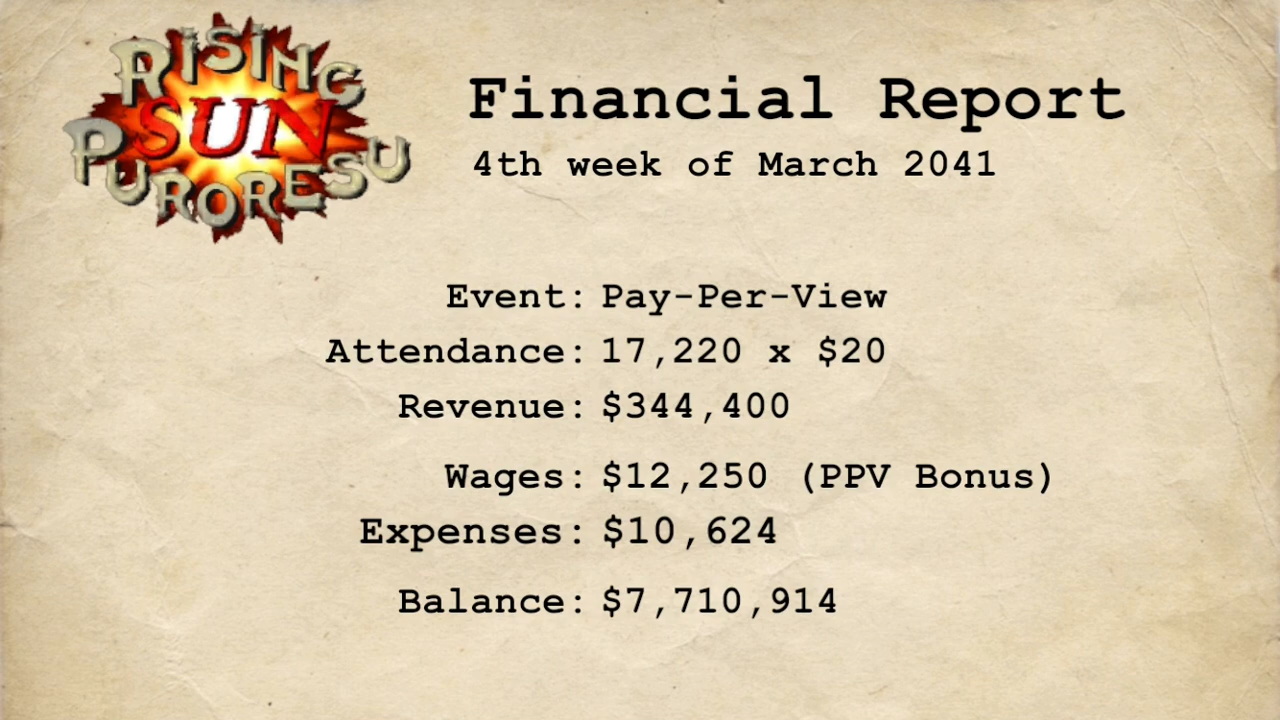 RISING
SUN
PURORESU
Financial Report
4th week of March 2041
Event: Pay-Per-View
Attendance: 17,220 x $20
Revenue: $344,400
Wages: $12,250 (PPV Bonus)
Expenses: $10,624
Balance: $7,710,914